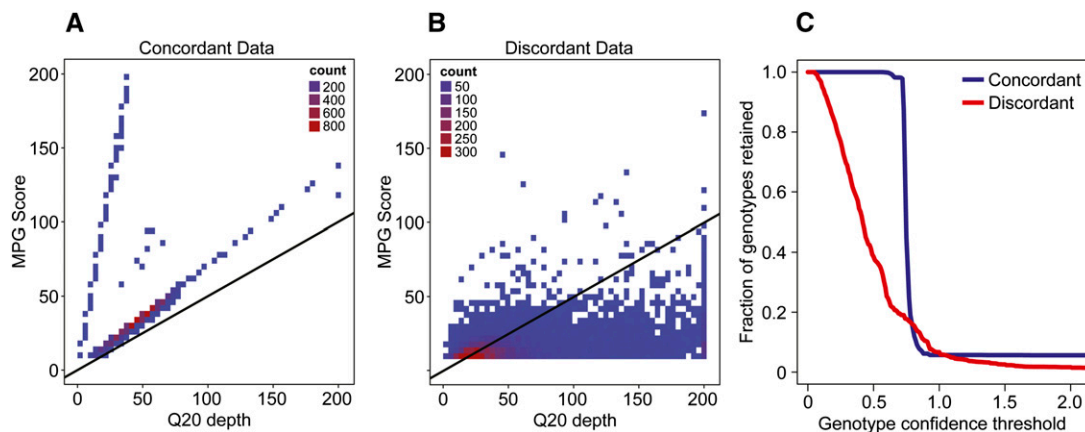 A
Concordant Data
MPG Score
200
150
100
50
0
count
200
400
600
800
0 50 100 150 200
Q20 depth
B
Discordant Data
MPG Score
200
150
100
50
0
count
50
100
150
200
250
300
0 50 100 150 200
Q20 depth
C
Fraction of genotypes retained
1.0
0.8
0.6
0.4
0.2
0
Concordant
Discordant
0 0.5 1.0 1.5 2.0
Genotype confidence threshold